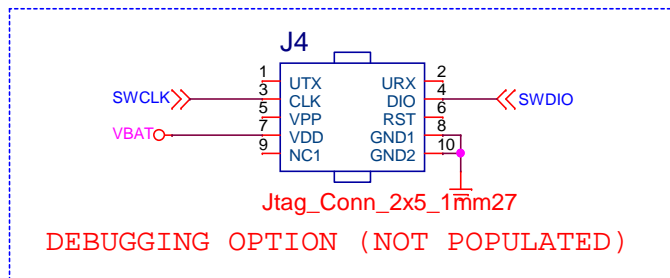 J4
1 UTX URX 2
SWCLK 3 CLK DIO 4 SWDIO
5 VPP RST 6
VBAT 7 VDD GND1 8
9 NC1 GND2 10
Jtag_Conn_2x5_1mm27
DEBUGGING OPTION (NOT POPULATED)